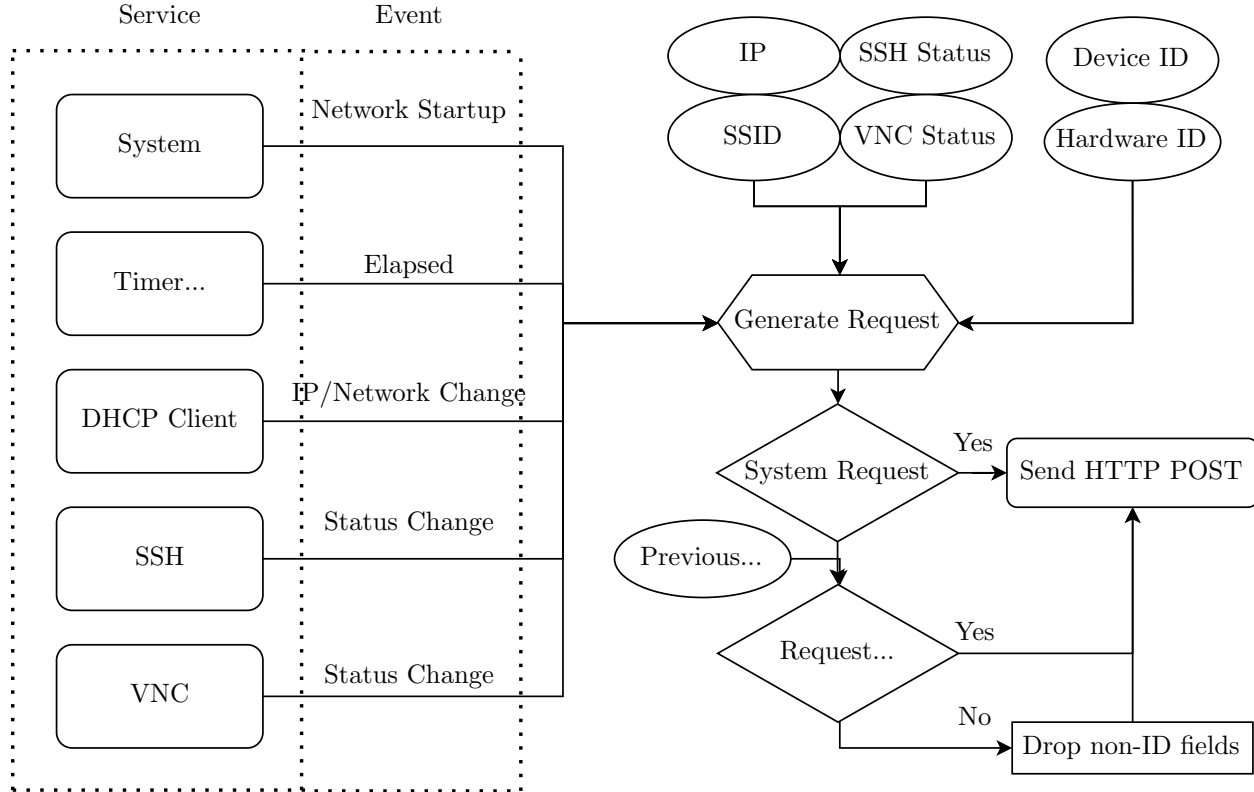 Service
Event
System
Network Startup
Timer...
Elapsed
DHCP Client
IP/Network Change
SSH
Status Change
VNC
Status Change
IP
SSH Status
SSID
VNC Status
Device ID
Hardware ID
Generate Request
System Request
Yes
Send HTTP POST
Previous...
Request...
Yes
No
Drop non-ID fields